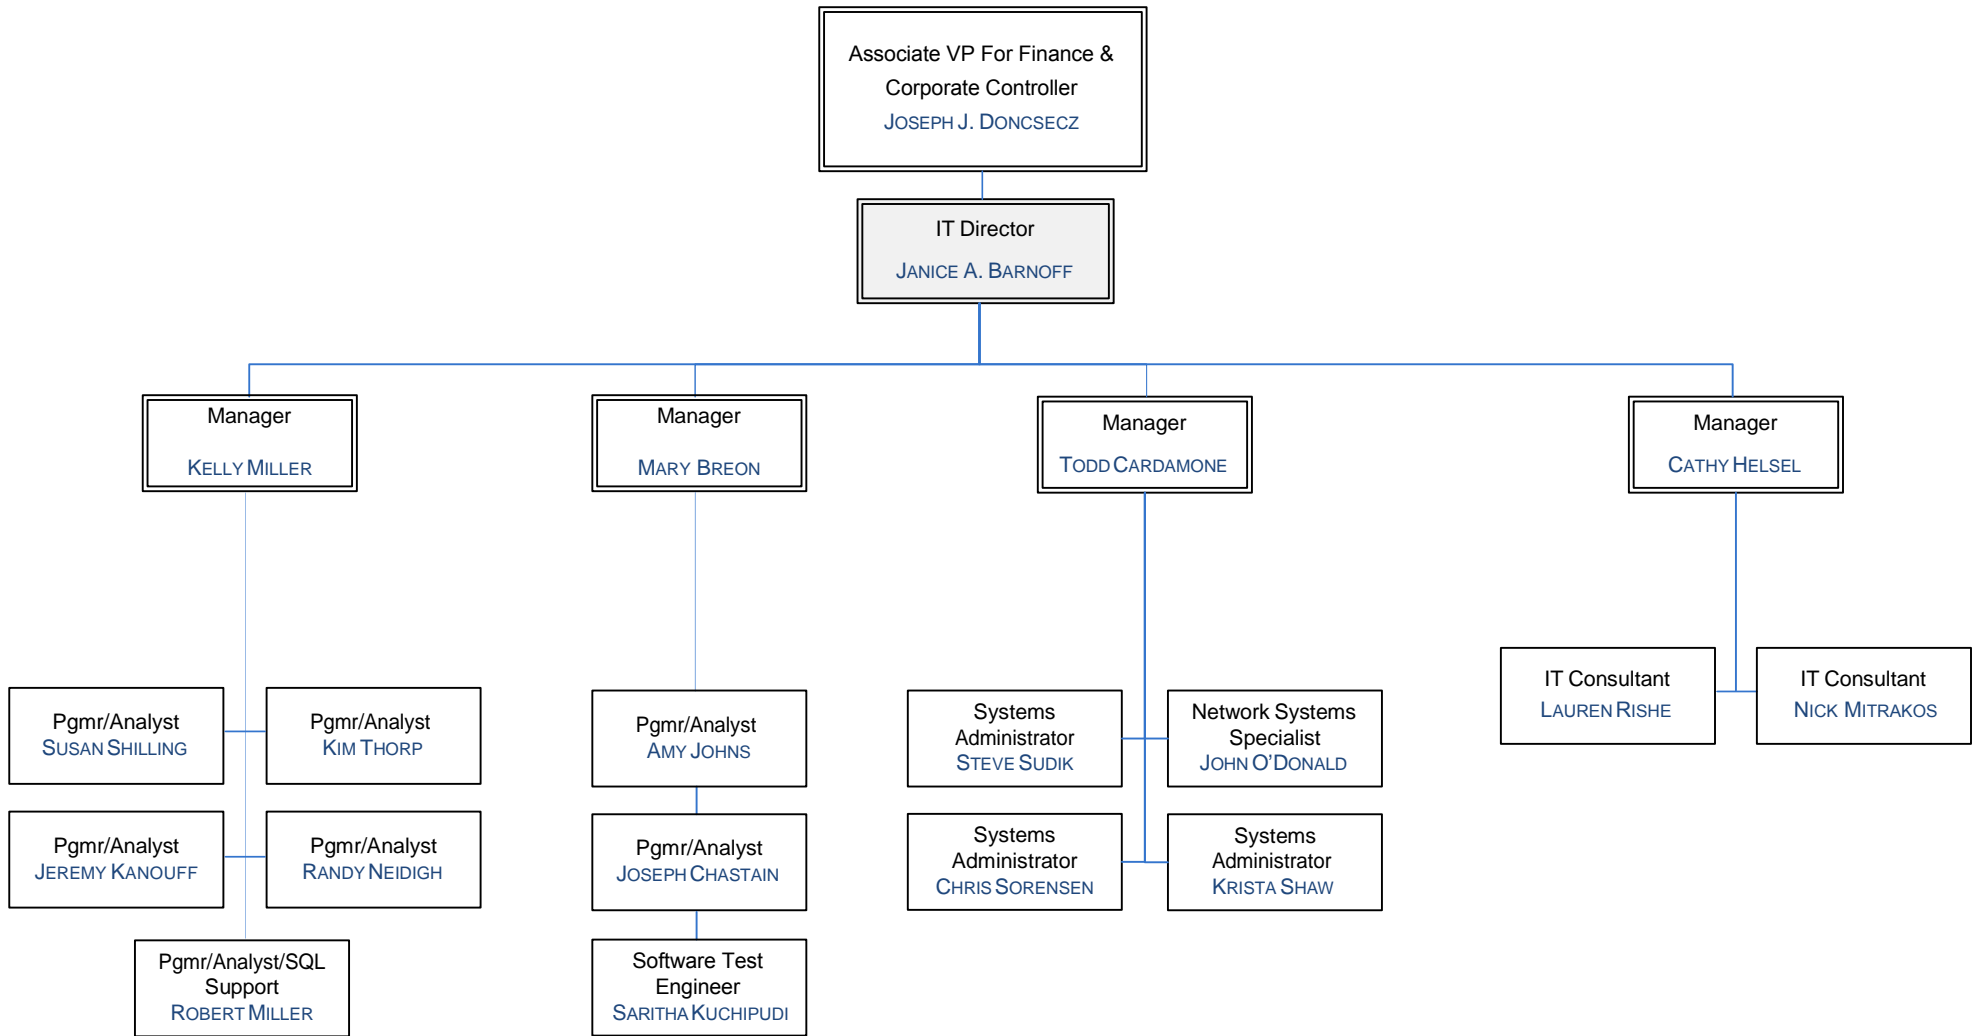 Associate VP For Finance &
Corporate Controller
JOSEPH J. DONCSECZ
IT Director
JANICE A. BARNOFF
Manager
KELLY MILLER
Manager
MARY BREON
Manager
TODD CARDAMONE
Manager
CATHY HELSEL
Pgmr/Analyst
SUSAN SHILLING
Pgmr/Analyst
KIM THORP
Pgmr/Analyst
JEREMY KANOUFF
Pgmr/Analyst
RANDY NEIDIGH
Pgmr/Analyst/SQL
Support
ROBERT MILLER
Pgmr/Analyst
AMY JOHNS
Pgmr/Analyst
JOSEPH CHASTAIN
Software Test
Engineer
SARITHA KUCHIPUDI
Systems
Administrator
STEVE SUDIK
Network Systems
Specialist
JOHN O’DONALD
Systems
Administrator
CHRIS SORENSEN
Systems
Administrator
KRISTA SHAW
IT Consultant
LAUREN RISHE
IT Consultant
NICK MITRAKOS